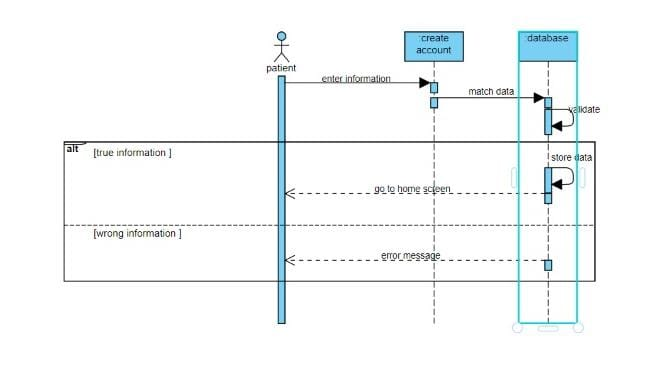 :create
account
:database
patient
enter information
match data
validate
alt
[true information ]
store data
go to home screen
[wrong information ]
error message